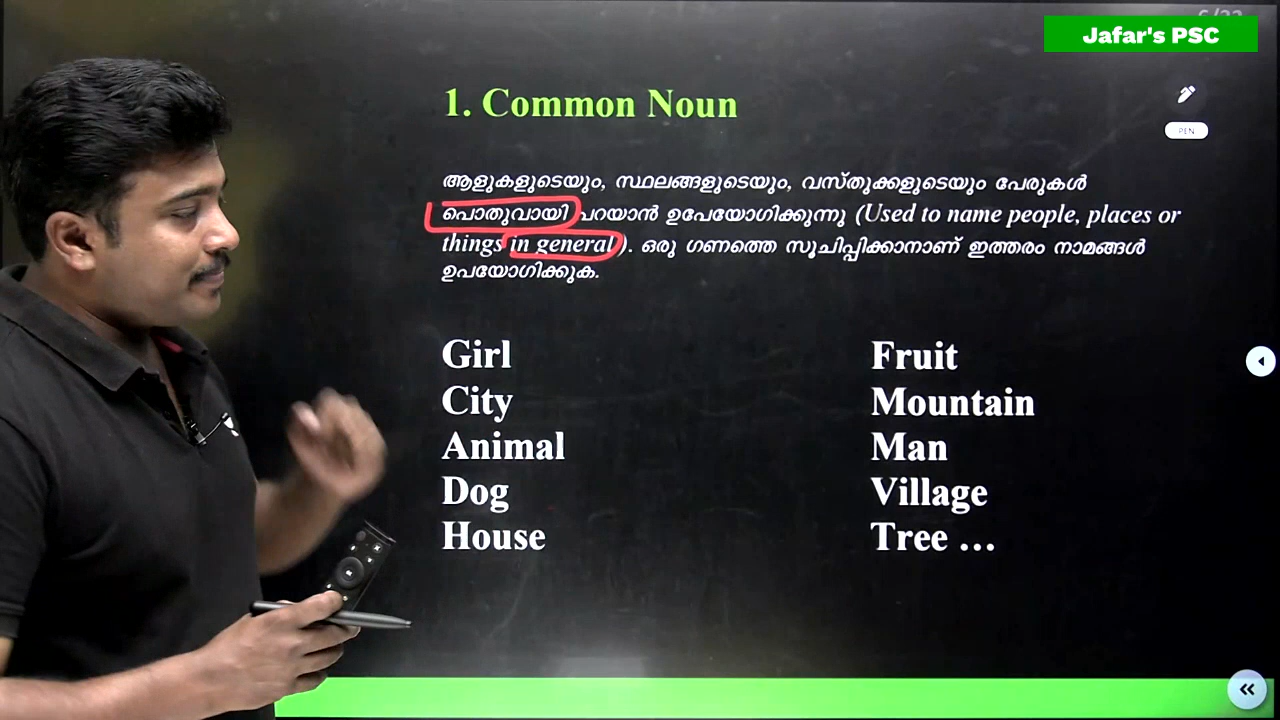 Jafar's PSC
PEN
1. Common Noun
ആളുകളുടെയും, സ്ഥലങ്ങളുടെയും, വസ്തുക്കളുടെയും പേരുകൾ
പൊതുവായി പറയാൻ ഉപേയോഗിക്കുന്നു (Used to name people, places or
things in general). ഒരു ഗണത്തെ സൂചിപ്പിക്കാനാണ് ഇത്തരം നാമങ്ങൾ
ഉപയോഗിക്കുക.
Girl
City
Animal
Dog
House
Fruit
Mountain
Man
Village
Tree ...